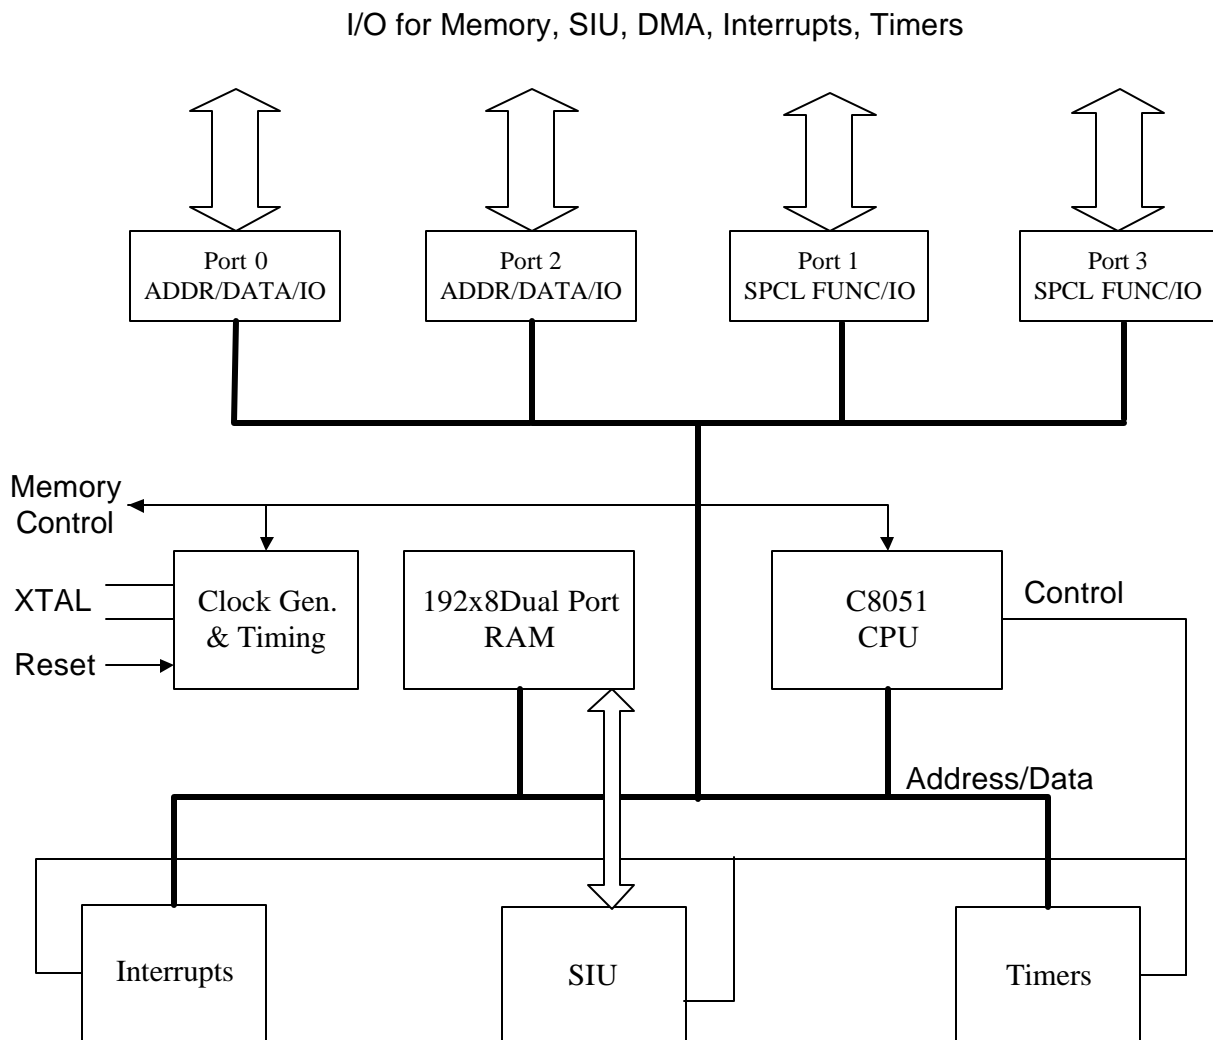 I/O for Memory, SIU, DMA, Interrupts, Timers
Port 0
ADDR/DATA/IO
Port 2
ADDR/DATA/IO
Port 1
SPCL FUNC/IO
Port 3
SPCL FUNC/IO
Memory
Control
XTAL
Reset
Clock Gen.
& Timing
192x8Dual Port
RAM
C8051
CPU
Control
Address/Data
Interrupts
SIU
Timers